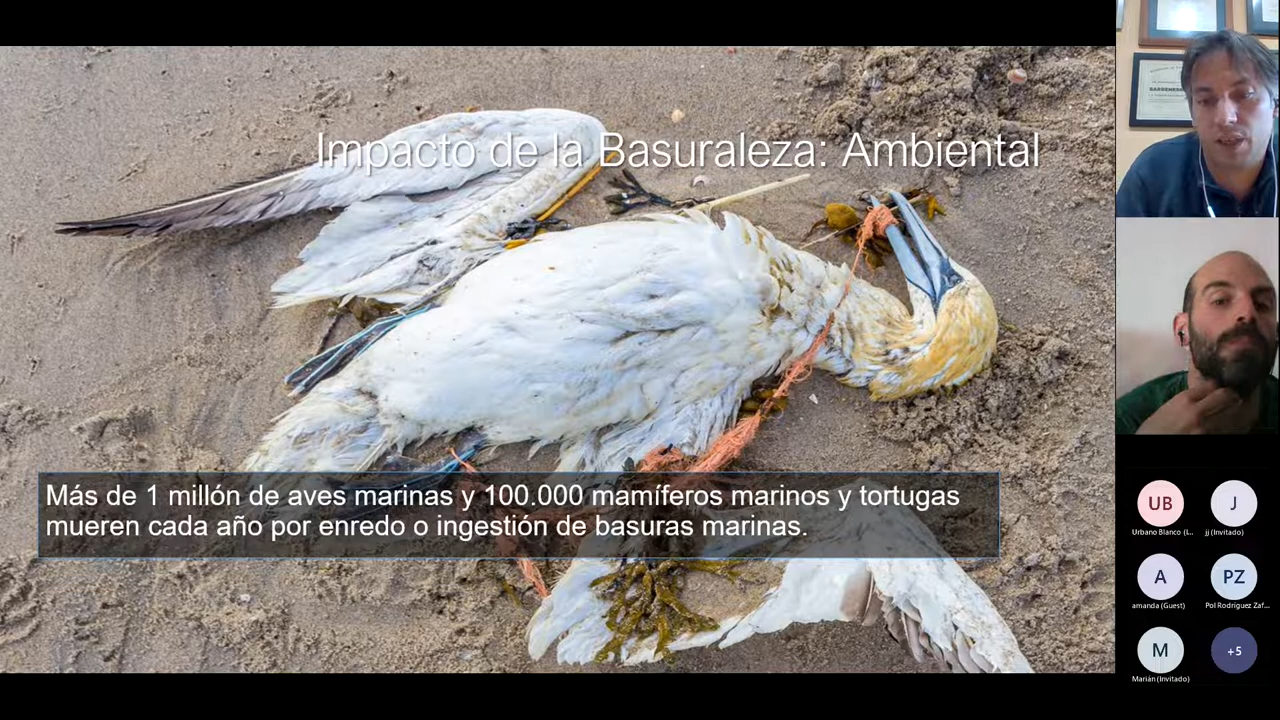 Impacto de la Basuraleza: Ambiental
Más de 1 millón de aves marinas y 100.000 mamíferos marinos y tortugas
mueren cada año por enredo o ingestión de basuras marinas.
UB
J
Urbano Blanco (I...
jj (Invitado)
A
PZ
amanda (Guest)
Pol Rodríguez Zaf...
M
+5
Marián (Invitado)